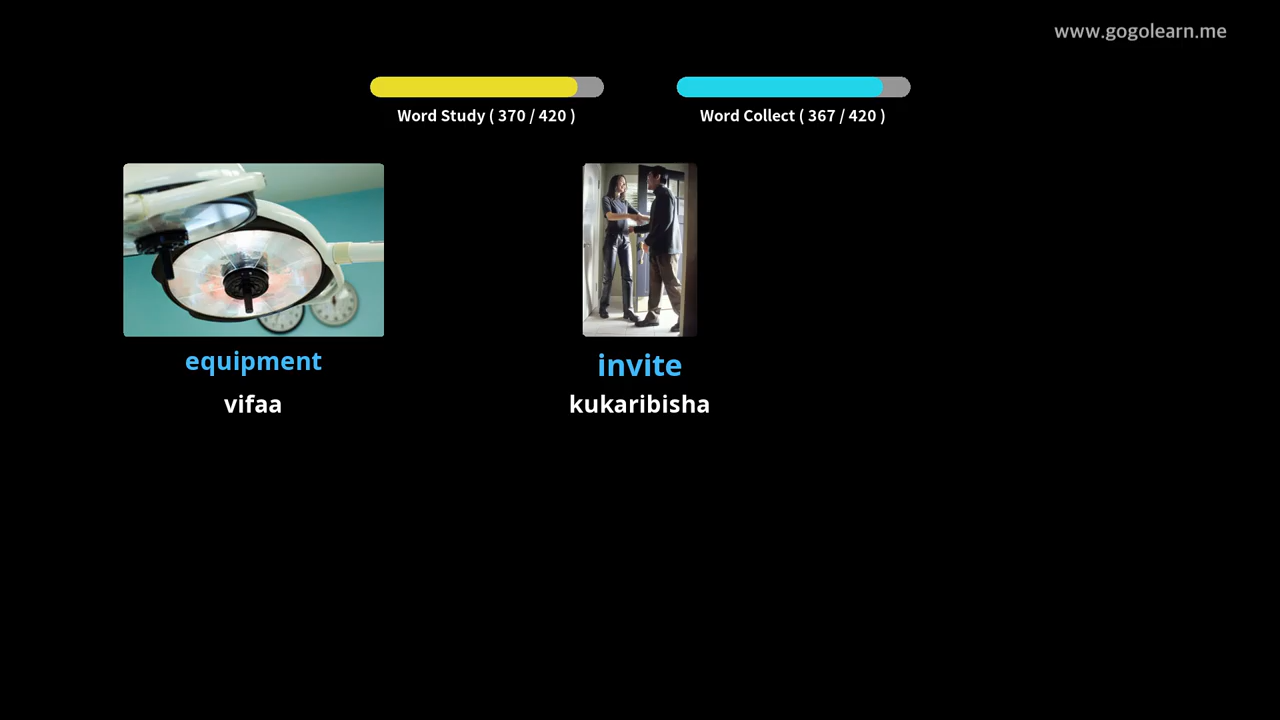 www.gogolearn.me
Word Study ( 370 / 420 )
Word Collect ( 367 / 420 )
equipment
vifaa
invite
kukaribisha